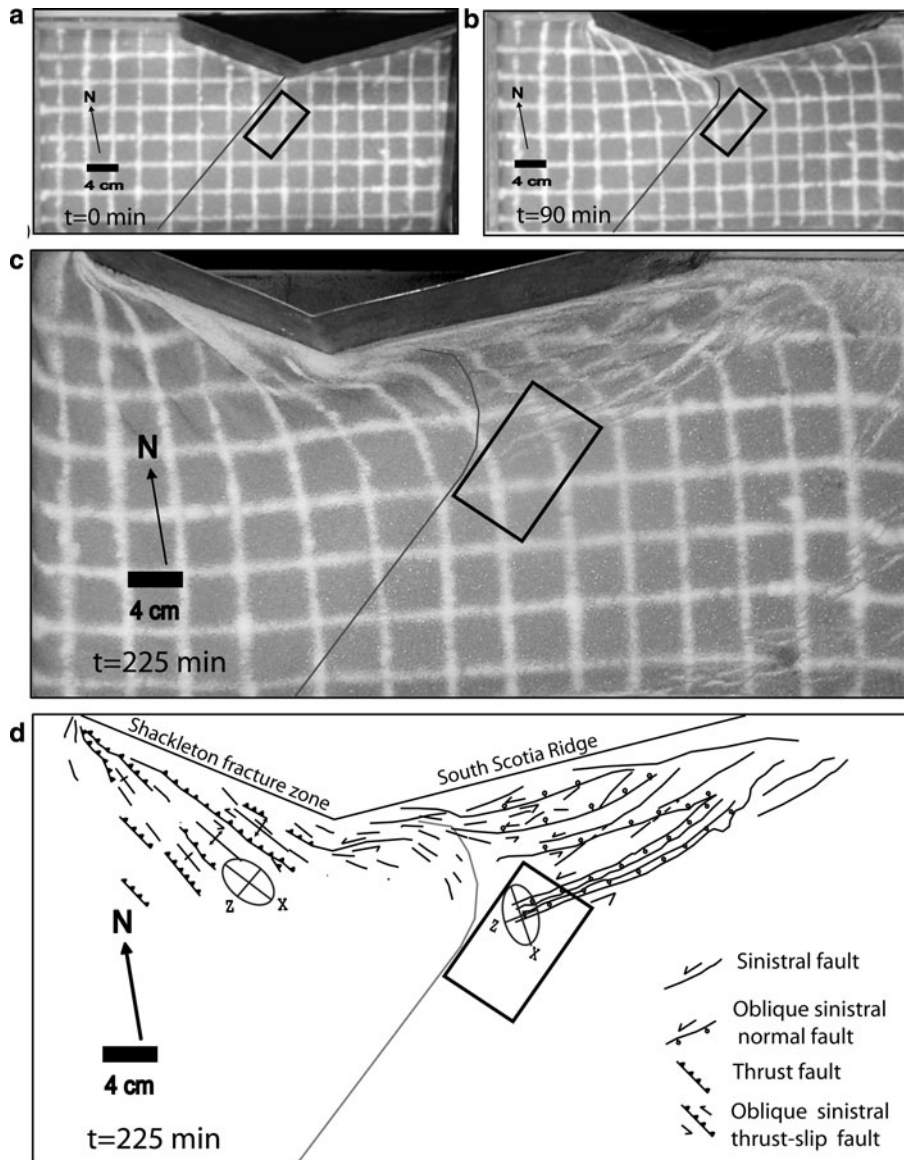 a
N
4 cm
t=0 min
b
N
4 cm
t=90 min
c
N
4 cm
t=225 min
d
Shackleton fracture zone
South Scotia Ridge
Z
X
Z
X
N
4 cm
t=225 min
Sinistral fault
Oblique sinistral
normal fault
Thrust fault
Oblique sinistral
thrust-slip fault